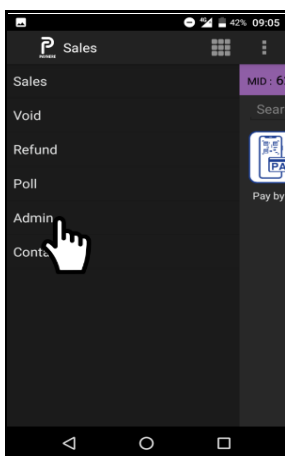 42% 09:05
Sales
Sales
MID : 6
Void
Sear
Refund
PA
Poll
Pay by
Admin
Conta